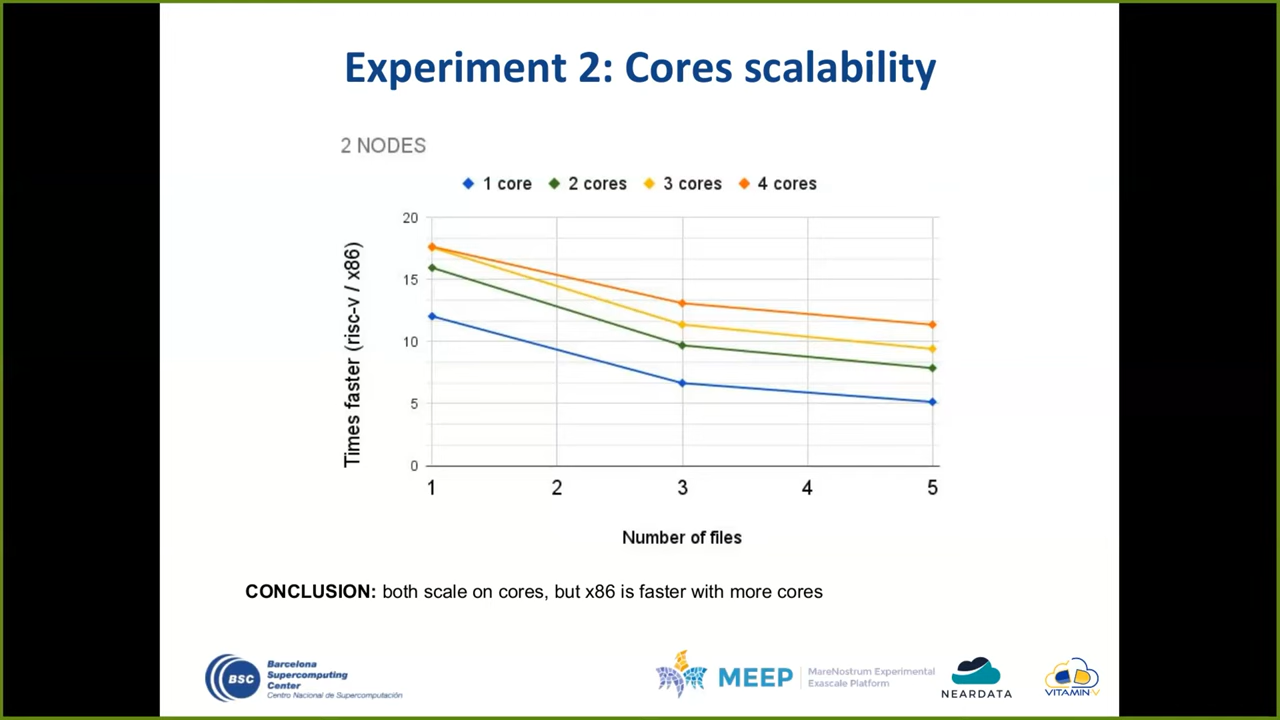 Experiment 2: Cores scalability
2 NODES
1 core 2 cores 3 cores 4 cores
Times faster (risc-v / x86)
20
15
10
5
0
1 2 3 4 5
Number of files
CONCLUSION: both scale on cores, but x86 is faster with more cores
BSC
Barcelona
Supercomputing
Center
Centro Nacional de Supercomputación
MEEP
MareNostrum Experimental
Exascale Platform
NEARDATA
VITAMIN V